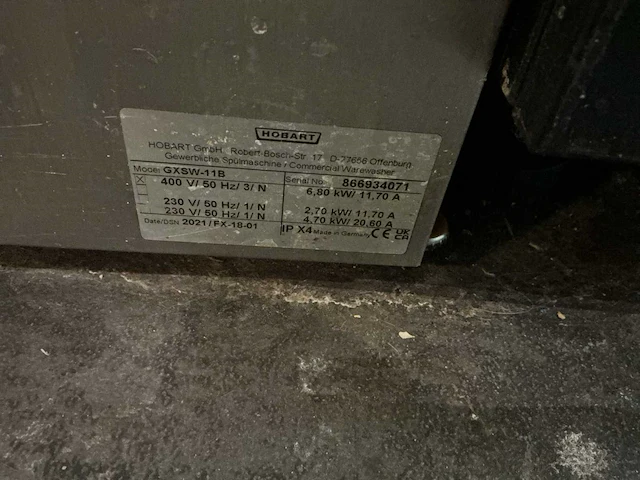 HOBART
HOBART GmbH, Robert-Bosch-Str. 17, D-77656 Offenburg
Gewerbliche Spülmaschine / Commercial Warewasher
Model GXSW-11B Serial No. 866934071
X 400 V/ 50 Hz/ 3/ N 6,80 kW/ 11,70 A
230 V/ 50 Hz/ 1/ N 2,70 kW/ 11,70 A
230 V/ 50 Hz/ 1/ N 4,70 kW/ 20,60 A
Date/DSN 2021/FX-18-01 IP X4 Made in Germany CE UKCA